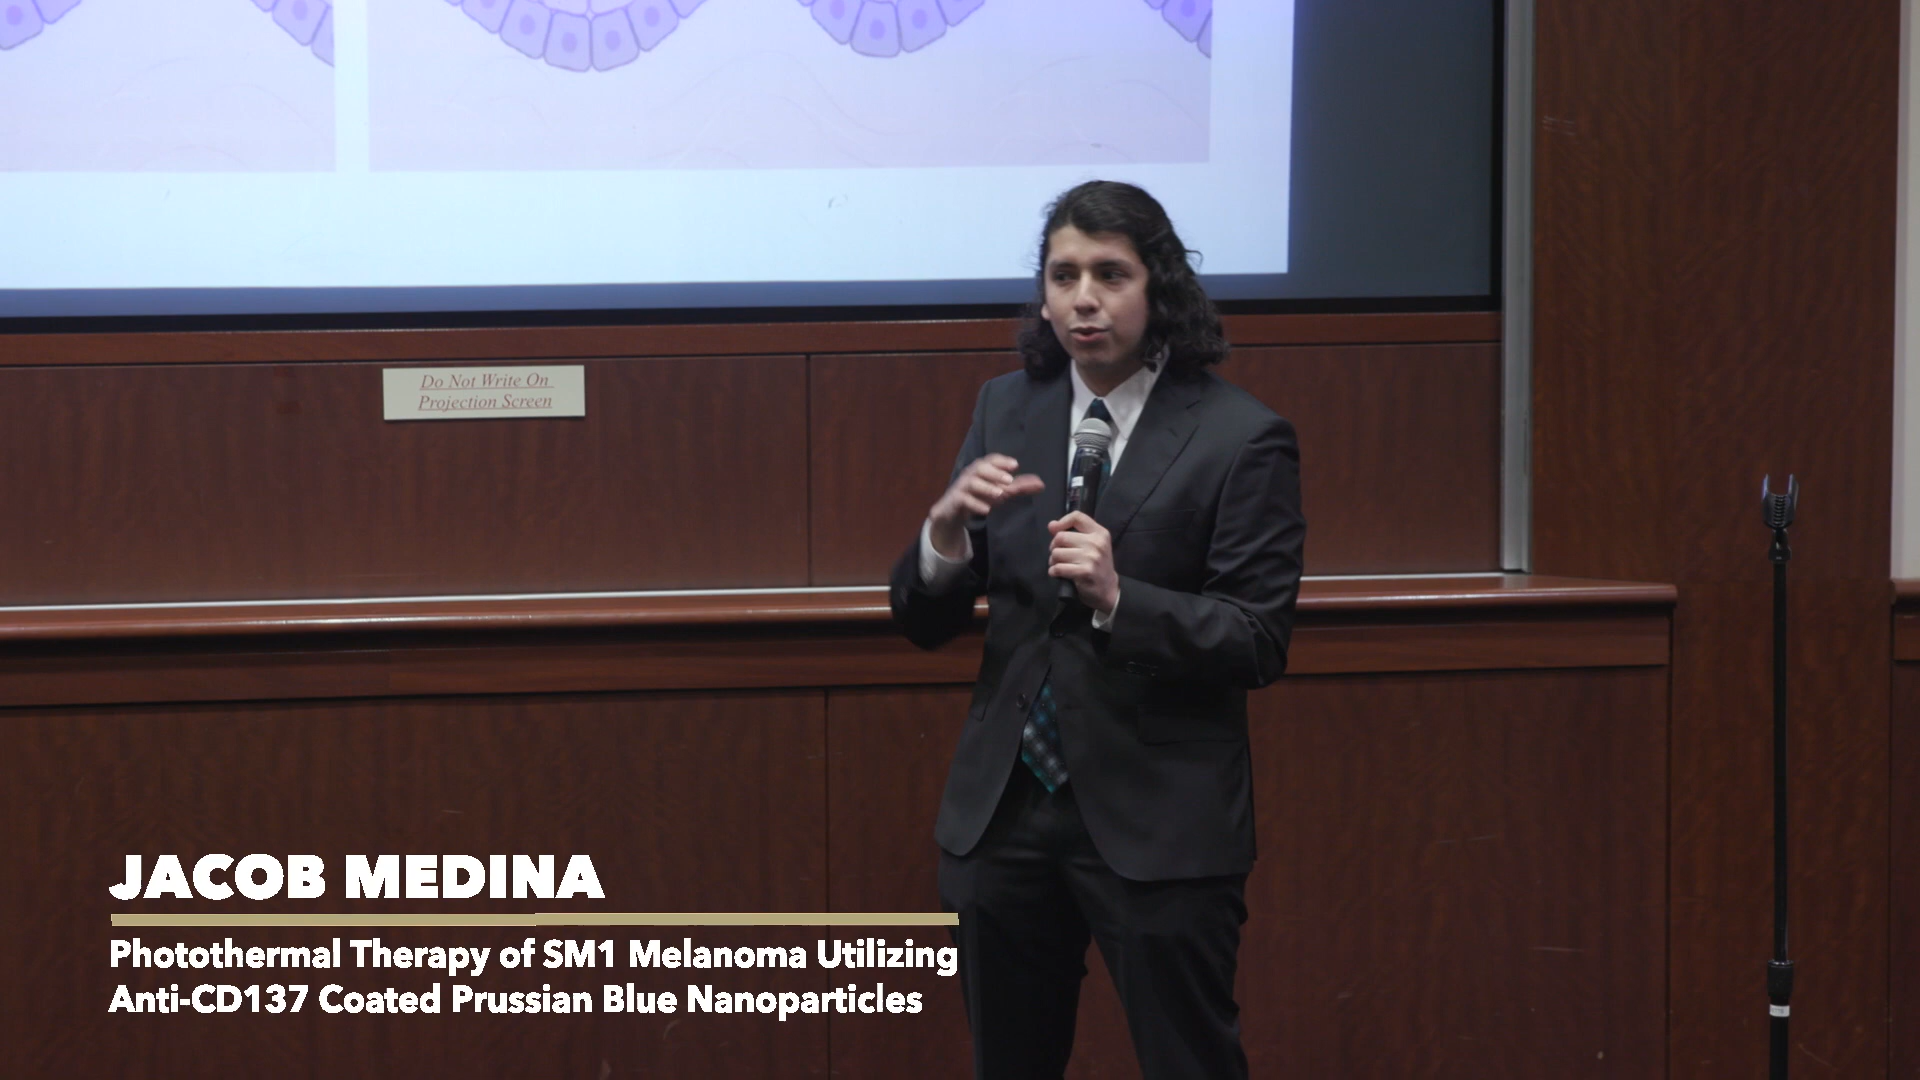 Do Not Write On
Projection Screen
JACOB MEDINA
Photothermal Therapy of SM1 Melanoma Utilizing
Anti-CD137 Coated Prussian Blue Nanoparticles